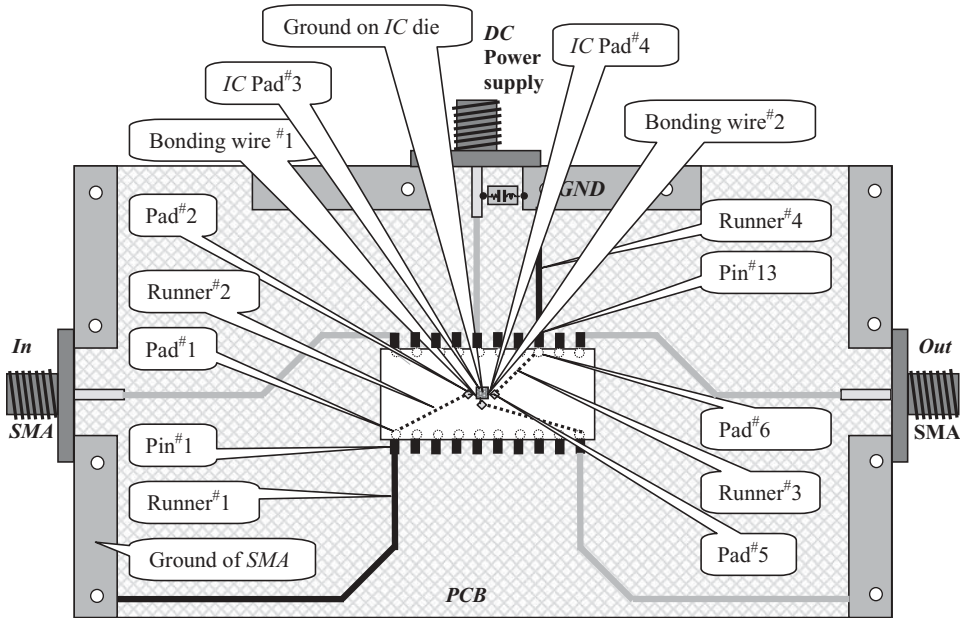 Ground on IC die
DC
Power
supply
IC Pad#4
IC Pad#3
Bonding wire #1
Bonding wire#2
GND
Pad#2
Runner#4
Runner#2
Pin#13
Pad#1
In
SMA
Out
SMA
Pin#1
Pad#6
Runner#1
Runner#3
Ground of SMA
Pad#5
PCB